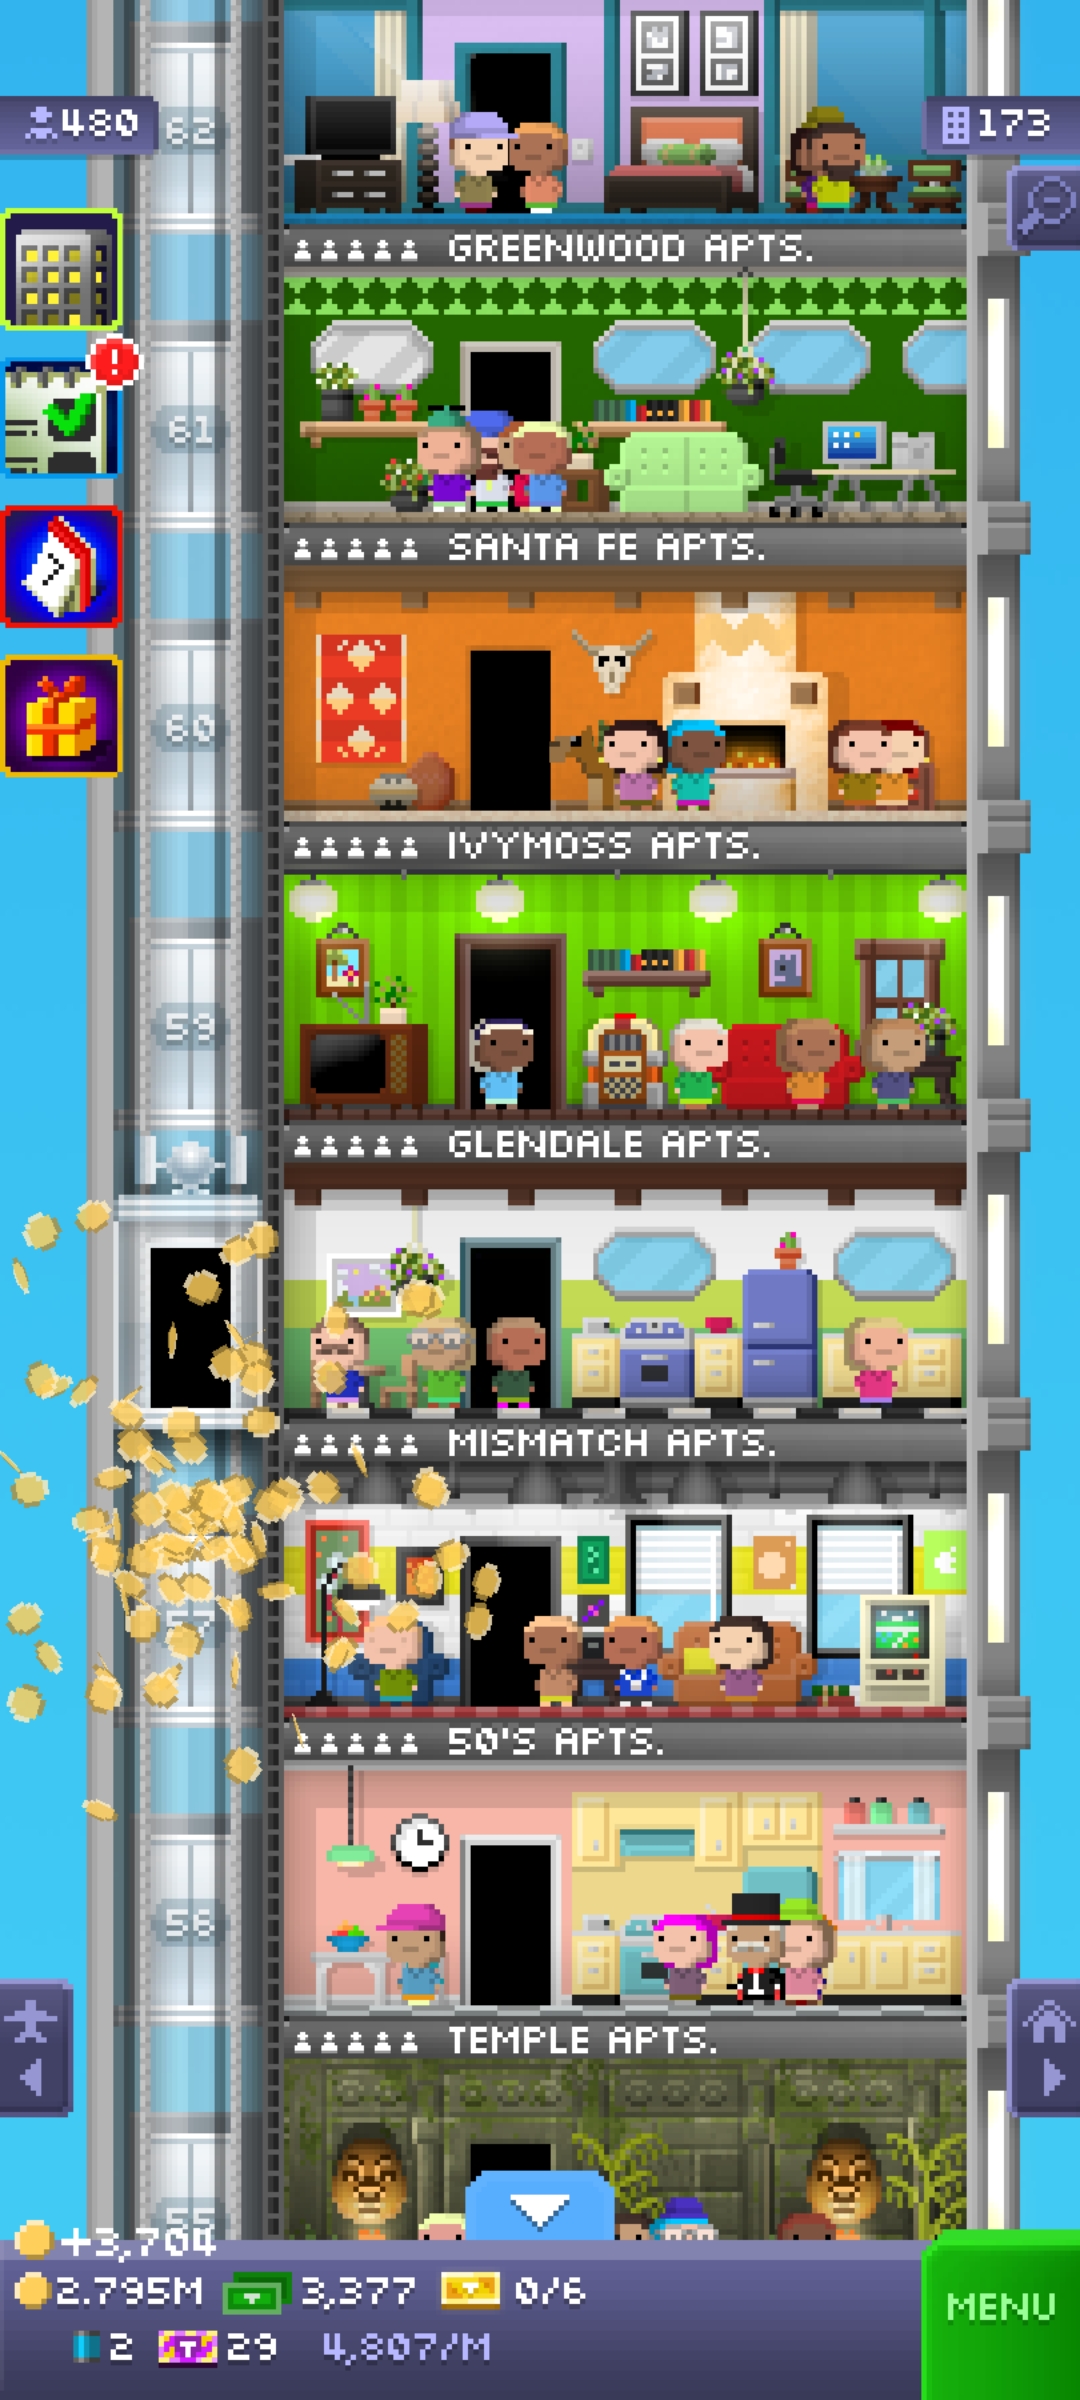 480
62
173
GREENWOOD APTS.
61
SANTA FE APTS.
60
IVYMOSS APTS.
59
GLENDALE APTS.
MISMATCH APTS.
57
50'S APTS.
56
TEMPLE APTS.
55
+3,704
2.795M 3,377 0/6
MENU
2 29 4,807/M